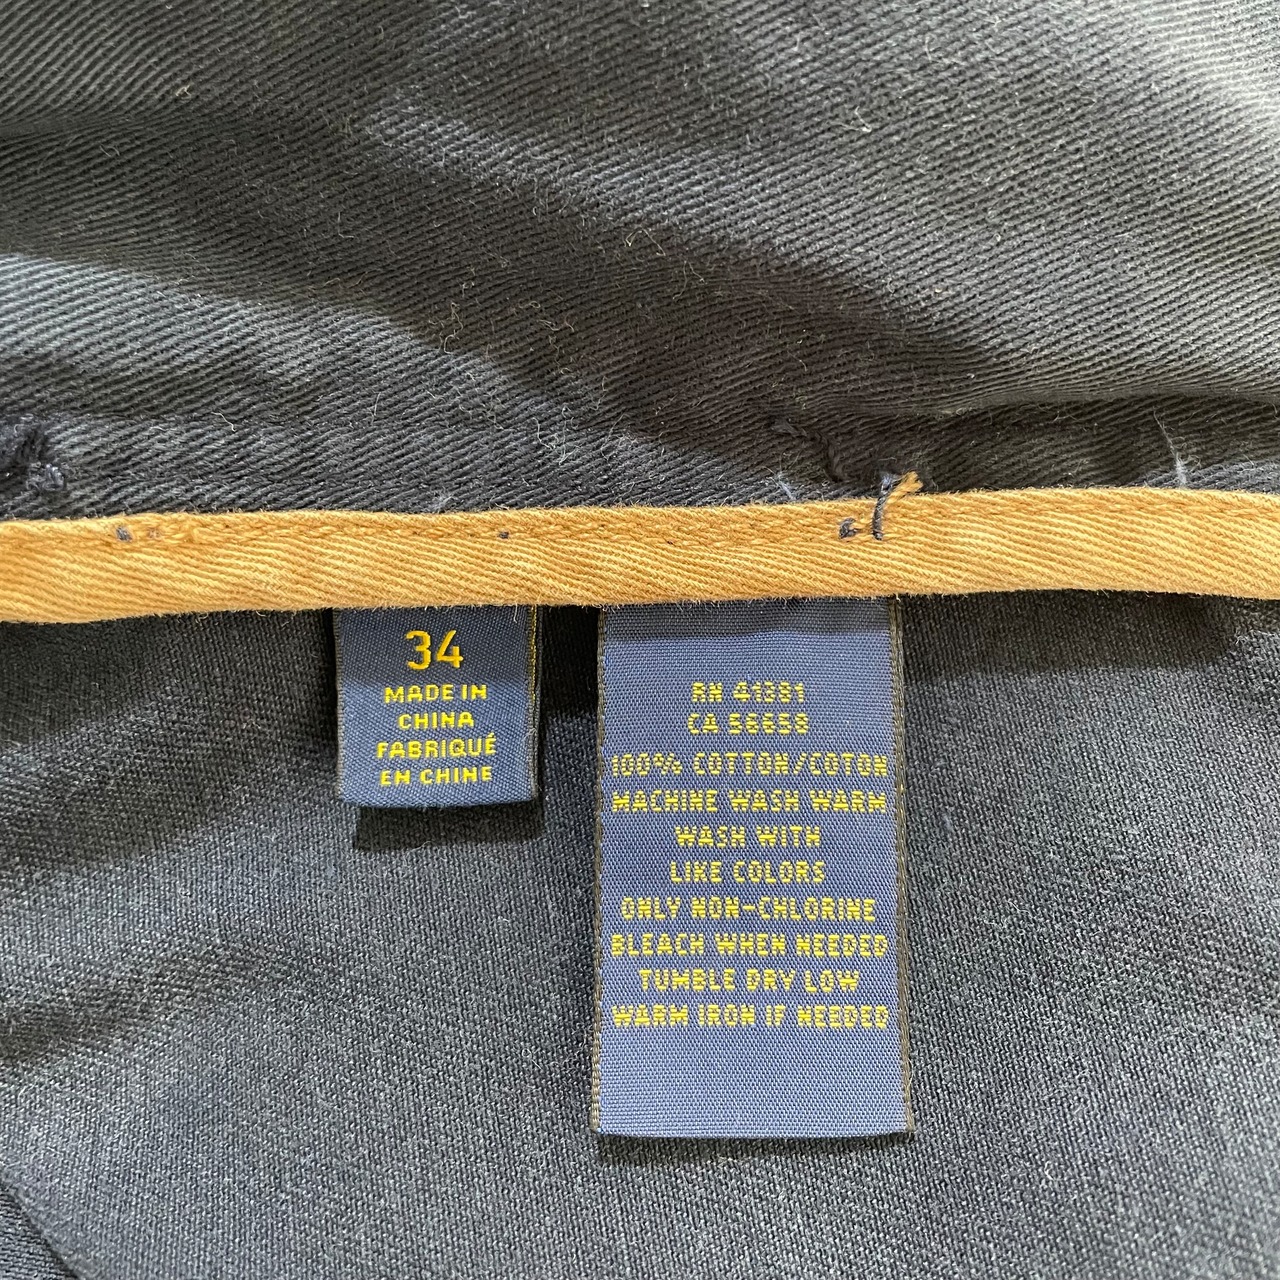 34
MADE IN
CHINA
FABRIQUÉ
EN CHINE
RN 41381
CA 56658
100% COTTON/COTON
MACHINE WASH WARM
WASH WITH
LIKE COLORS
ONLY NON-CHLORINE
BLEACH WHEN NEEDED
TUMBLE DRY LOW
WARM IRON IF NEEDED